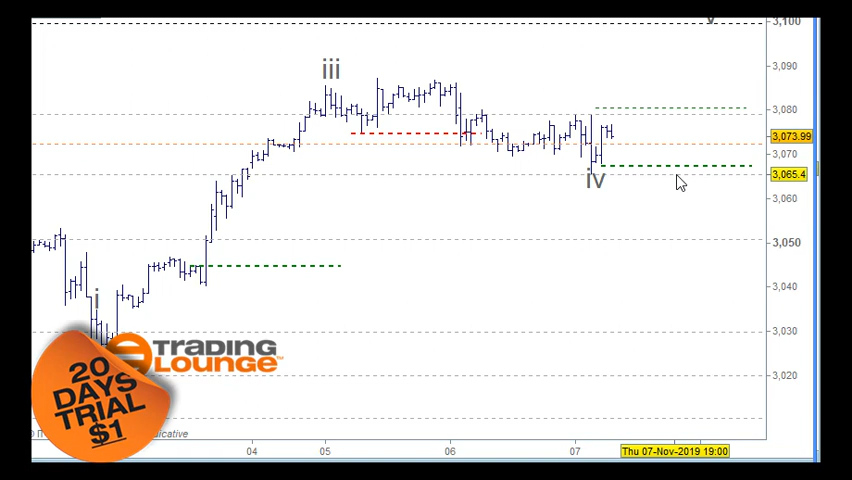 3,100
v
iii
3,090
3,080
3,073.99
3,070
iv
3,065.4
3,060
3,050
3,040
i
3,030
TRADING
LOUNGE
20
DAYS
TRIAL
$1
3,020
icative
04
05
06
07
Thu 07-Nov-2019 19:00